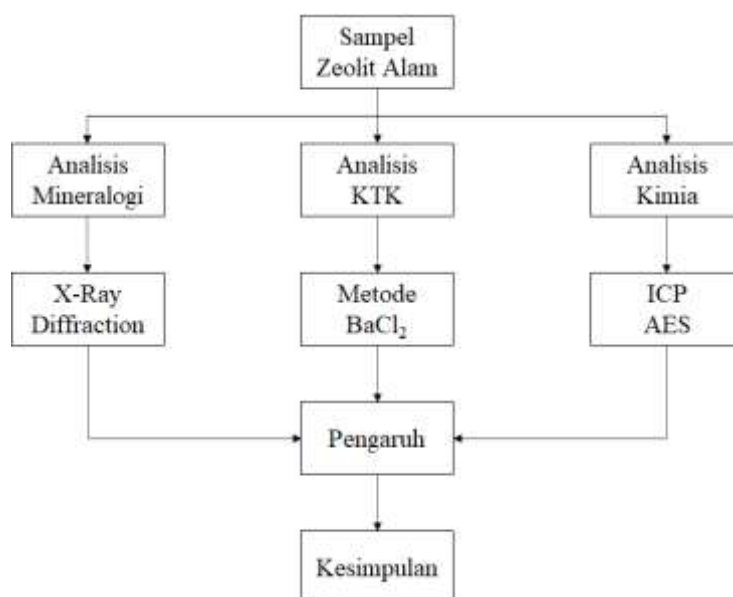 Sampel
Zeolit Alam
Analisis
Mineralogi
Analisis
KTK
Analisis
Kimia
X-Ray
Diffraction
Metode
BaCl₂
ICP
AES
Pengaruh
Kesimpulan